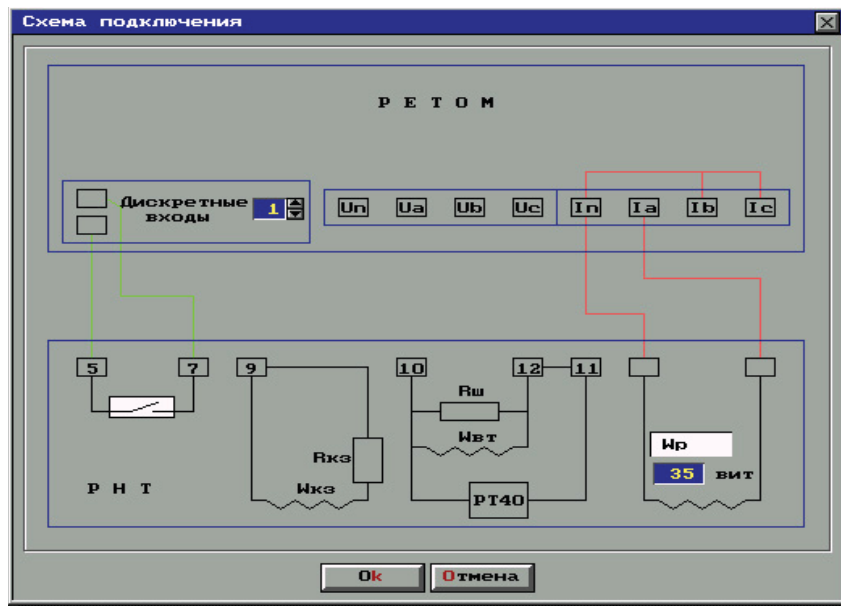 Схема подключения
Р Е Т О М
Дискретные входы 1
Un Ua Ub Uc In Ia Ib Ic
5 7 9 10 12 11
Rш
Wвт
Wр
Rкз
35 вит
Р Н Т
Wкз
РТ40
Ok Отмена